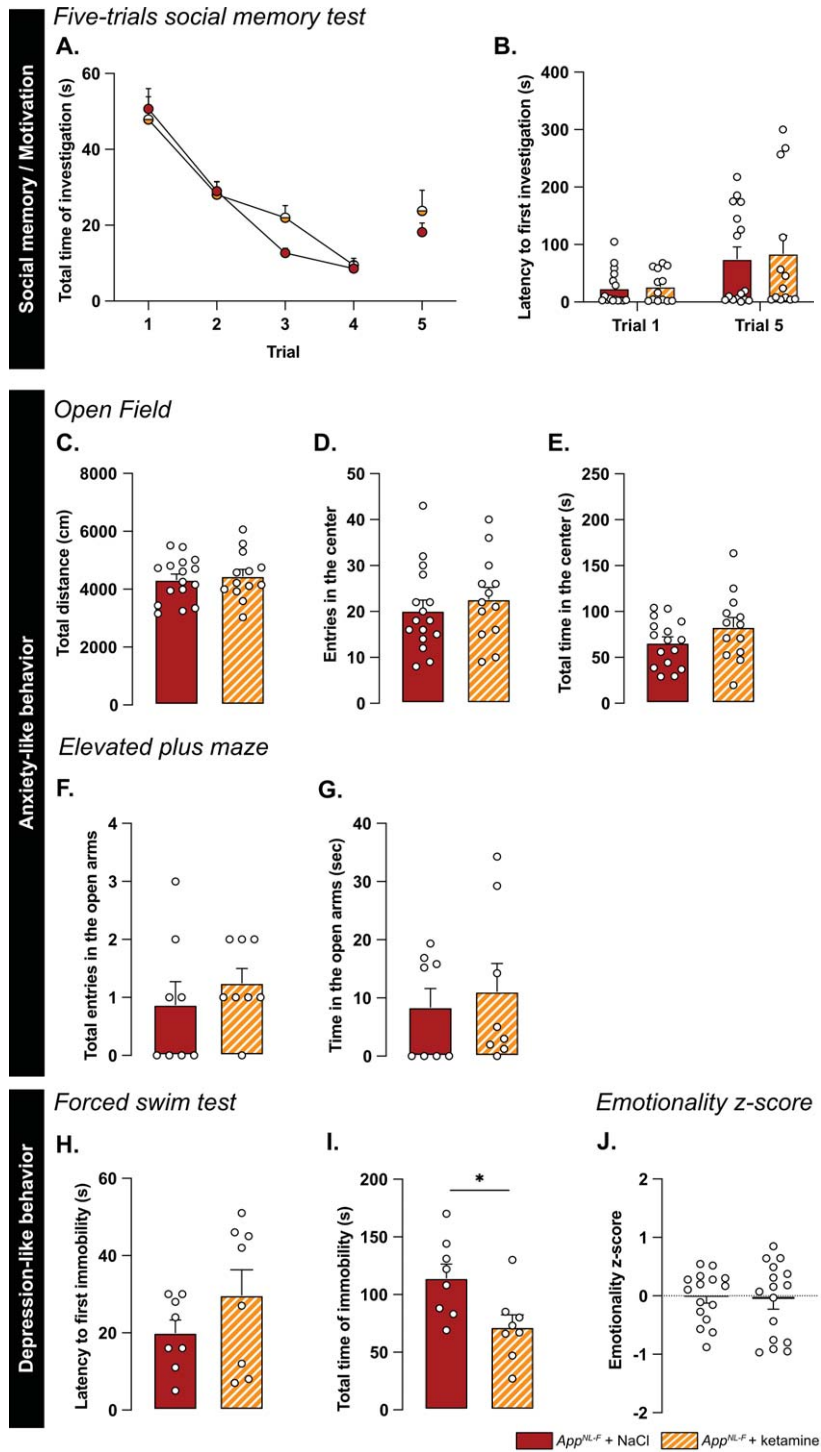 Social memory / Motivation
Five-trials social memory test
A.
Total time of investigation (s)
60
40
20
0
1 2 3 4 5
Trial
B.
Latency to first investigation (s)
400
300
200
100
0
Trial 1 Trial 5
Anxiety-like behavior
Open Field
C.
Total distance (cm)
8000
6000
4000
2000
0
D.
Entries in the center
50
40
30
20
10
0
E.
Total time in the center (s)
250
200
150
100
50
0
Elevated plus maze
F.
Total entries in the open arms
4
3
2
1
0
G.
Time in the open arms (sec)
40
30
20
10
0
Depression-like behavior
Forced swim test
H.
Latency to first immobility (s)
60
40
20
0
I.
Total time of immobility (s)
200
150
100
50
0
*
Emotionality z-score
J.
Emotionality z-score
2
1
0
-1
-2
App^NL-F + NaCl App^NL-F + ketamine